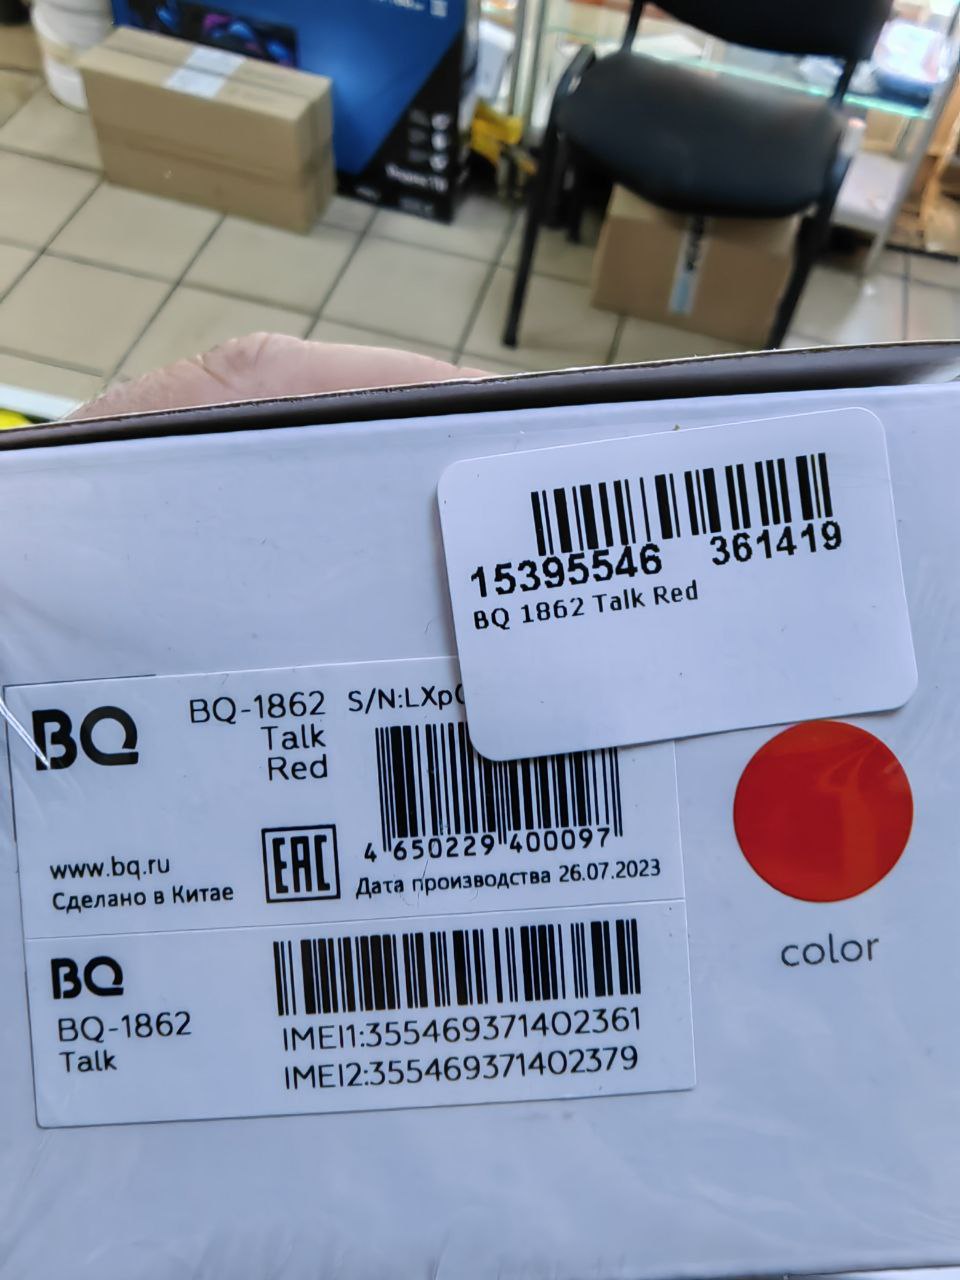 15395546 361419
BQ 1862 Talk Red
BQ
BQ-1862
Talk
Red
S/N:LXp
4 650229 400097
www.bq.ru
Сделано в Китае
EAC
Дата производства 26.07.2023
BQ
BQ-1862
Talk
IMEI1:355469371402361
IMEI2:355469371402379
color